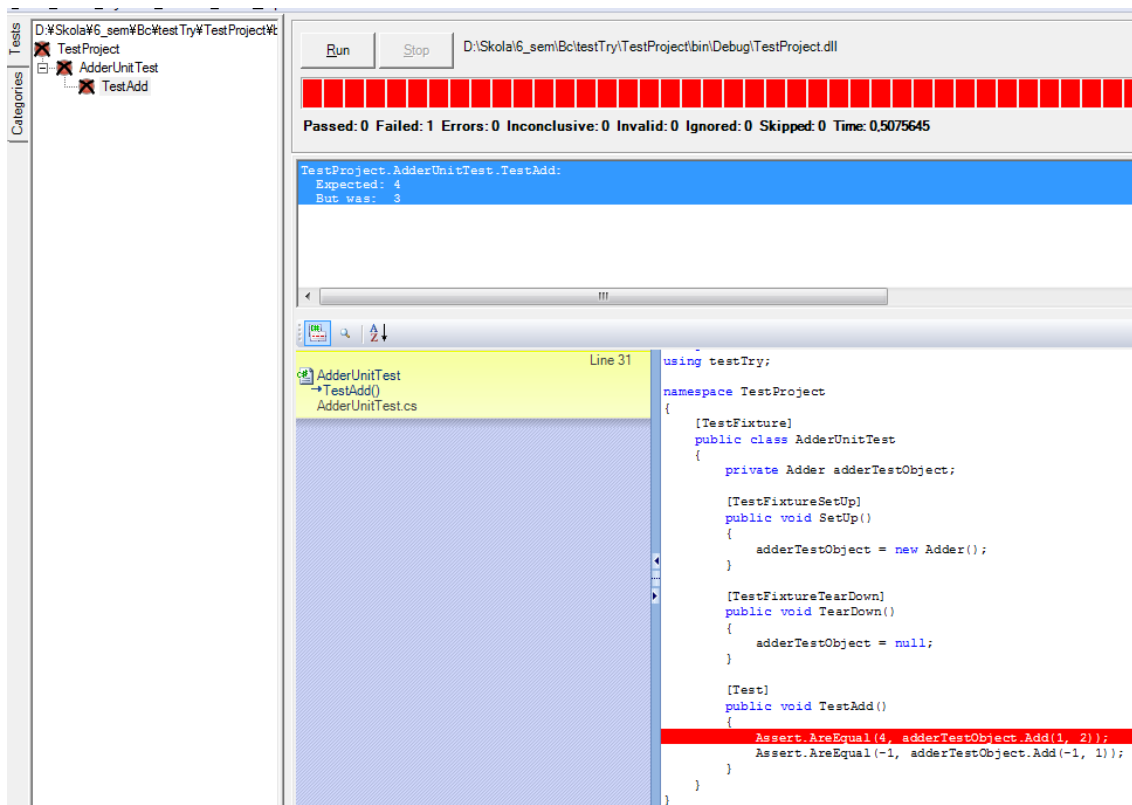 Tests
Categories
D:¥Skola¥6_sem¥Bc¥testTry¥TestProject¥b
TestProject
AdderUnitTest
TestAdd
Run
Stop
D:\Skola\6_sem\Bc\testTry\TestProject\bin\Debug\TestProject.dll
Passed: 0 Failed: 1 Errors: 0 Inconclusive: 0 Invalid: 0 Ignored: 0 Skipped: 0 Time: 0,5075645
TestProject.AdderUnitTest.TestAdd:
Expected: 4
But was: 3
Line 31
AdderUnitTest
→TestAdd()
AdderUnitTest.cs
using testTry;
namespace TestProject
{
[TestFixture]
public class AdderUnitTest
{
private Adder adderTestObject;
[TestFixtureSetUp]
public void SetUp()
{
adderTestObject = new Adder();
}
[TestFixtureTearDown]
public void TearDown()
{
adderTestObject = null;
}
[Test]
public void TestAdd()
{
Assert.AreEqual(4, adderTestObject.Add(1, 2));
Assert.AreEqual(-1, adderTestObject.Add(-1, 1));
}
}
}